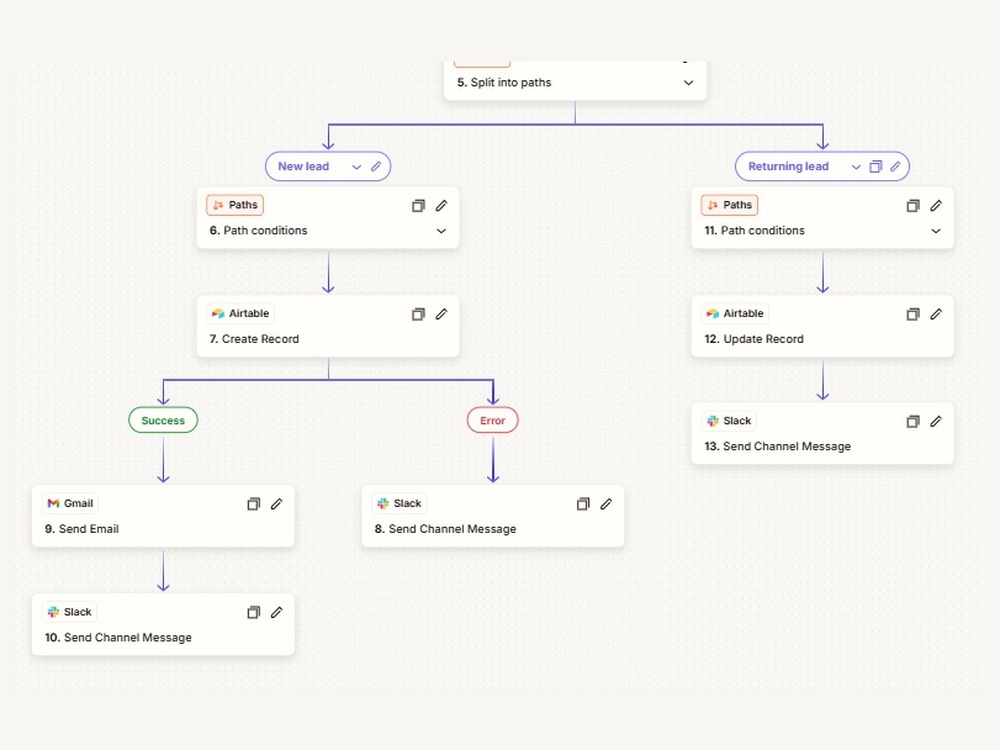 5. Split into paths
New lead
Returning lead
Paths
6. Path conditions
Paths
11. Path conditions
Airtable
7. Create Record
Airtable
12. Update Record
Success
Error
Slack
13. Send Channel Message
Gmail
9. Send Email
Slack
8. Send Channel Message
Slack
10. Send Channel Message